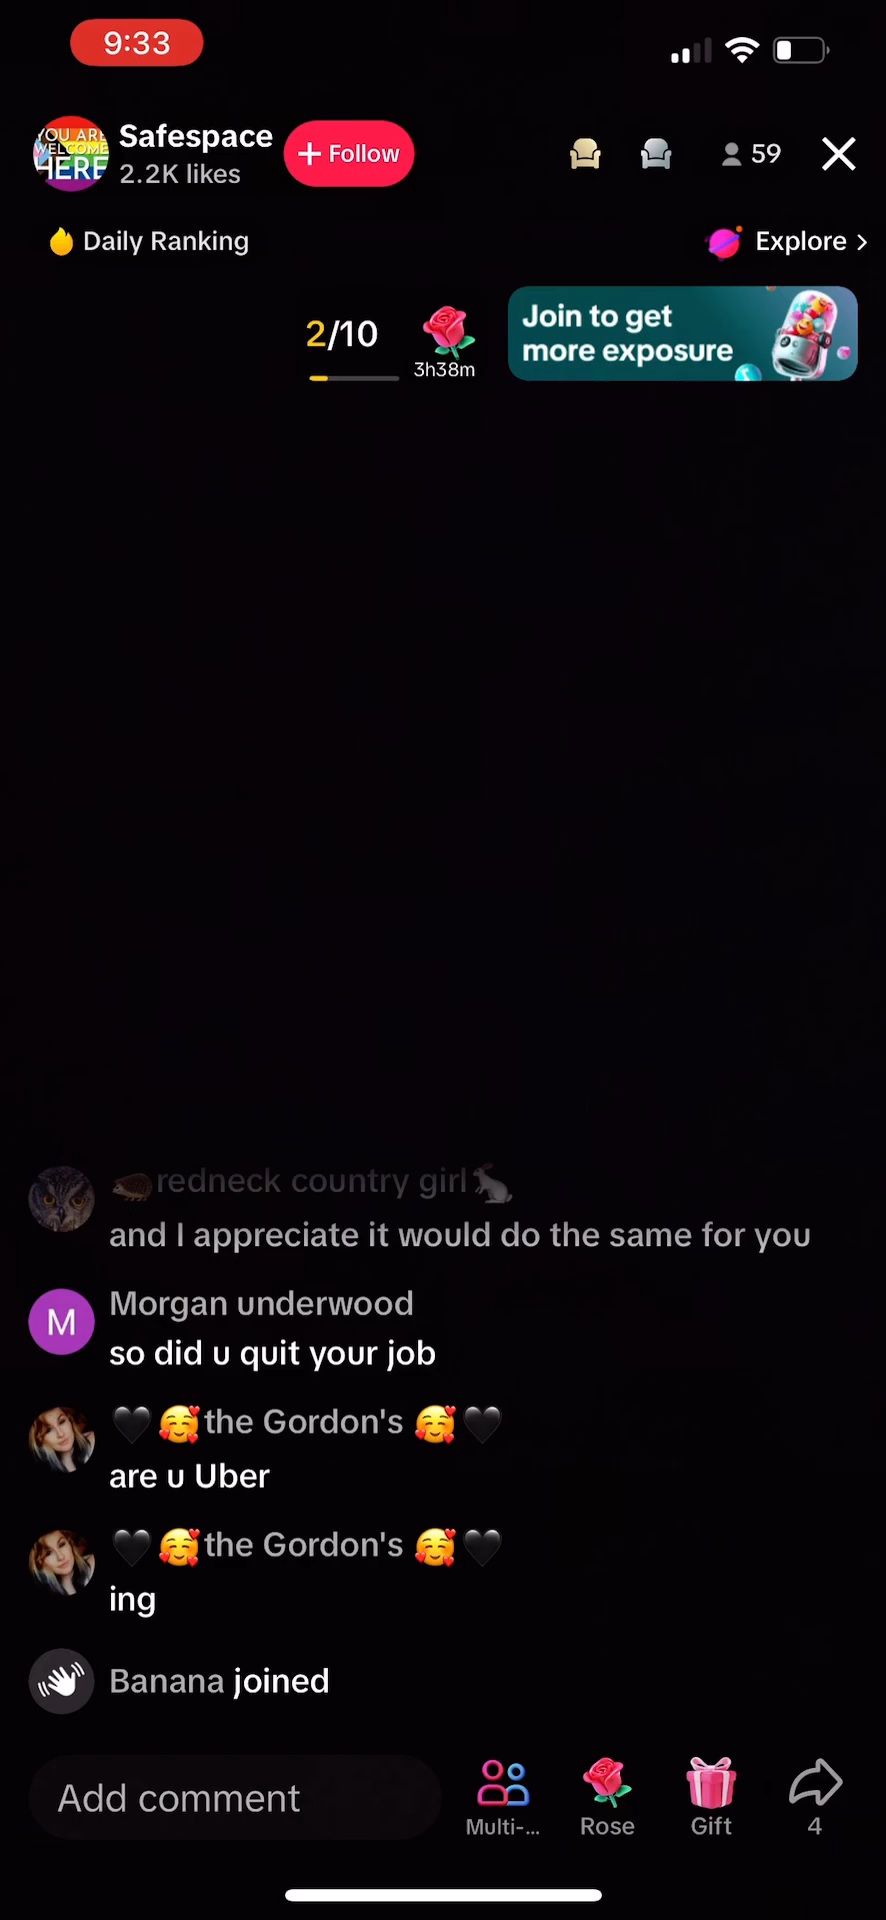 9:33
YOU ARE
WELCOME
HERE
Safespace
2.2K likes
+ Follow
59
Daily Ranking
Explore >
2/10
3h38m
Join to get
more exposure
🦔redneck country girl🐇
and I appreciate it would do the same for you
M
Morgan underwood
so did u quit your job
🖤🥰the Gordon's 🥰🖤
are u Uber
🖤🥰the Gordon's 🥰🖤
ing
Banana joined
Add comment
Multi-...
Rose
Gift
4